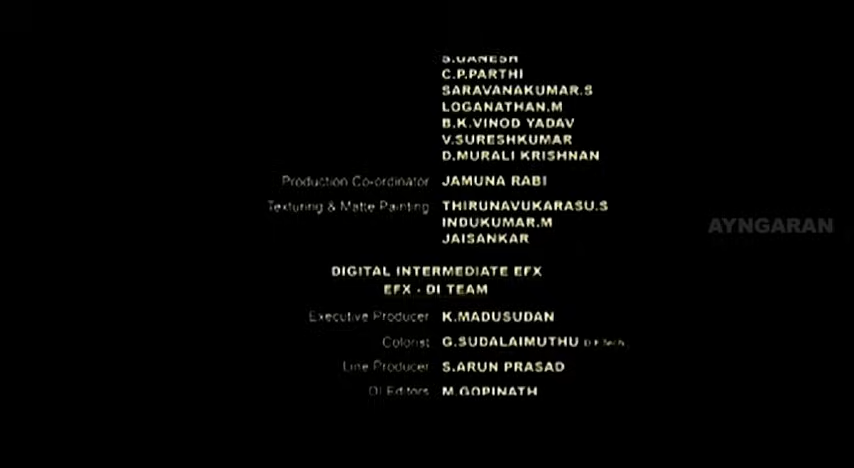 S.GANESH
C.P.PARTHI
SARAVANAKUMAR.S
LOGANATHAN.M
B.K.VINOD YADAV
V.SURESHKUMAR
D.MURALI KRISHNAN
Production Co-ordinator JAMUNA RABI
Texturing & Matte Painting THIRUNAVUKARASU.S
INDUKUMAR.M
JAISANKAR
AYNGARAN
DIGITAL INTERMEDIATE EFX
EFX - DI TEAM
Executive Producer K.MADUSUDAN
Colorist G.SUDALAIMUTHU
Line Producer S.ARUN PRASAD
DI Editors M.GOPINATH